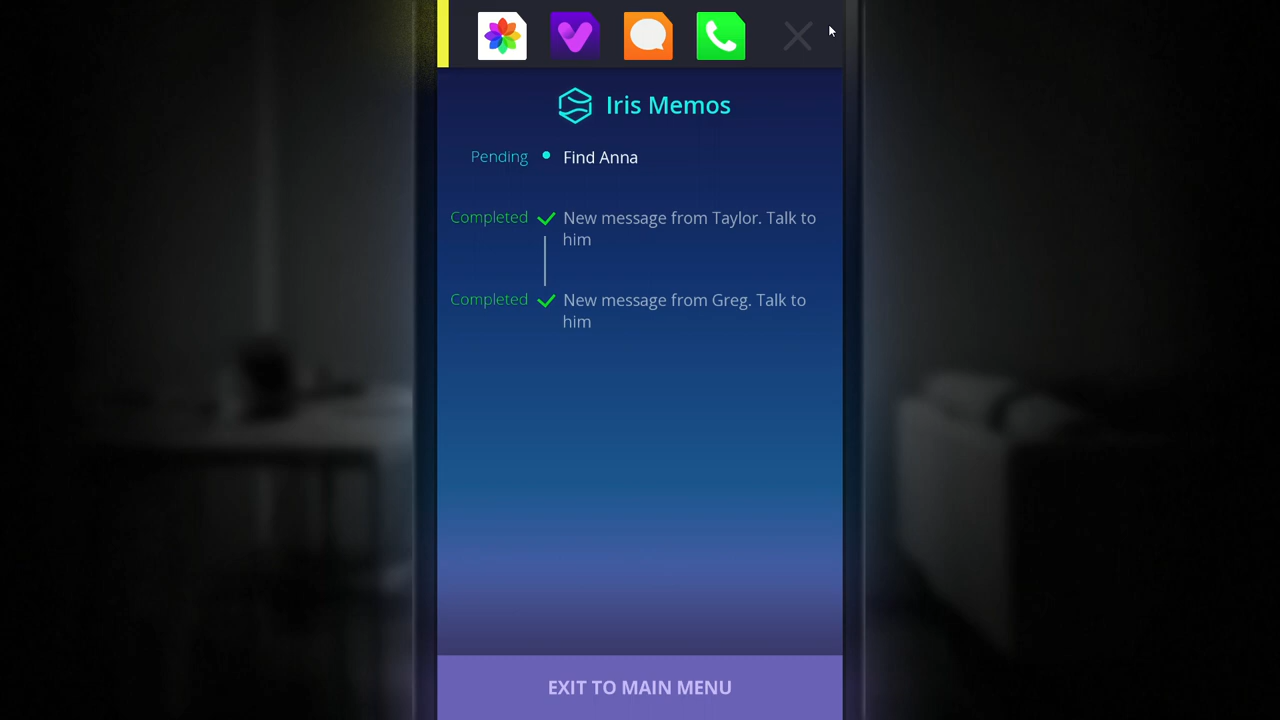 Iris Memos
Pending
Find Anna
Completed
New message from Taylor. Talk to
him
Completed
New message from Greg. Talk to
him
EXIT TO MAIN MENU